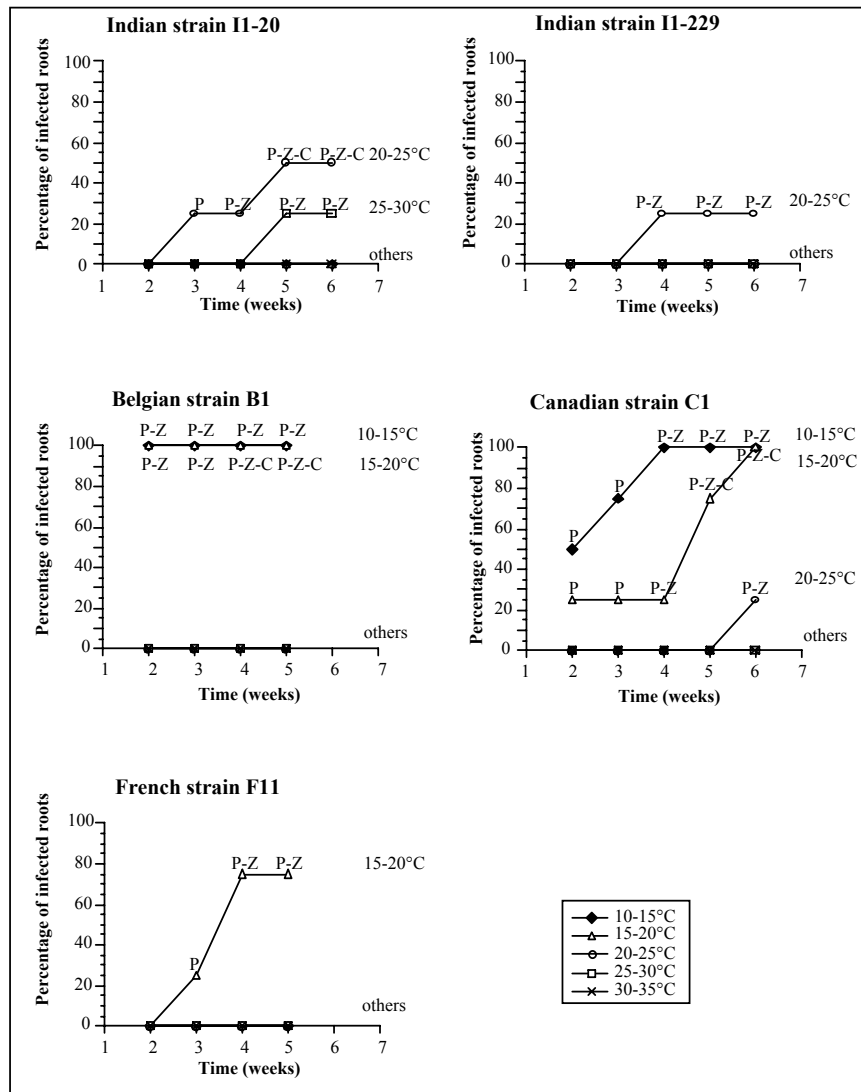 Indian strain I1-20
Percentage of infected roots
100
80
60
40
20
0
P P-Z P-Z-C P-Z-C 20-25°C
P-Z P-Z 25-30°C
others
1 2 3 4 5 6 7
Time (weeks)
Indian strain I1-229
Percentage of infected roots
100
80
60
40
20
0
P-Z P-Z P-Z 20-25°C
others
1 2 3 4 5 6 7
Time (weeks)
Belgian strain B1
Percentage of infected roots
100
80
60
40
20
0
P-Z P-Z P-Z P-Z 10-15°C
P-Z P-Z P-Z-C P-Z-C 15-20°C
others
1 2 3 4 5 6 7
Time (weeks)
Canadian strain C1
Percentage of infected roots
100
80
60
40
20
0
P P P-Z P-Z P-Z 10-15°C
P P P-Z P-Z-C P-Z-C 15-20°C
P-Z 20-25°C
others
1 2 3 4 5 6 7
Time (weeks)
French strain F11
Percentage of infected roots
100
80
60
40
20
0
P P-Z P-Z 15-20°C
others
1 2 3 4 5 6 7
Time (weeks)
10-15°C
15-20°C
20-25°C
25-30°C
30-35°C